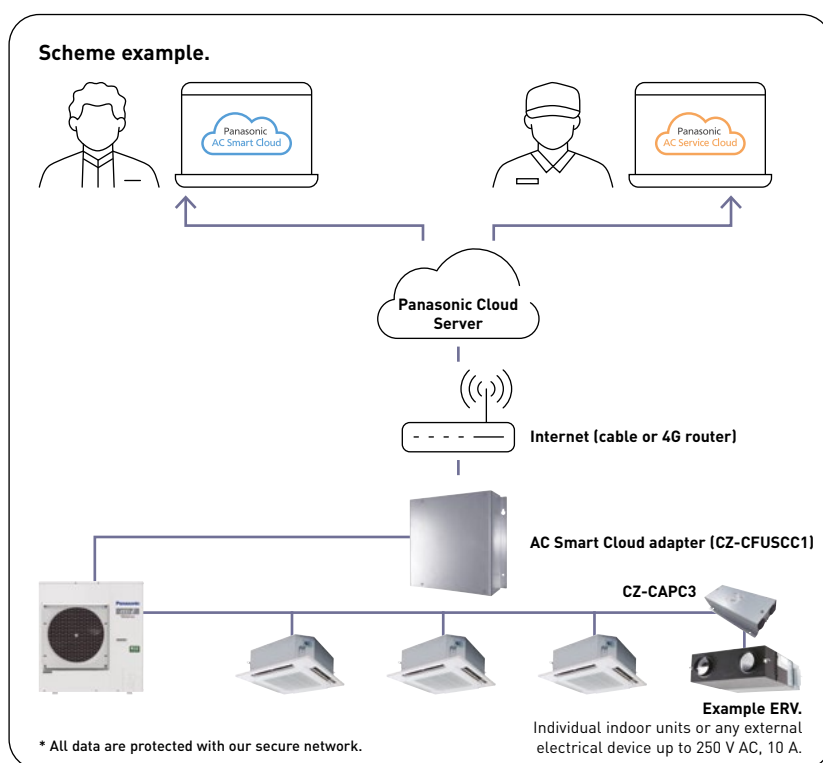 Scheme example.
Panasonic
AC Smart Cloud
Panasonic
AC Service Cloud
Panasonic Cloud
Server
Internet (cable or 4G router)
AC Smart Cloud adapter (CZ-CFUSCC1)
CZ-CAPC3
Panasonic
Example ERV.
Individual indoor units or any external
electrical device up to 250 V AC, 10 A.
* All data are protected with our secure network.